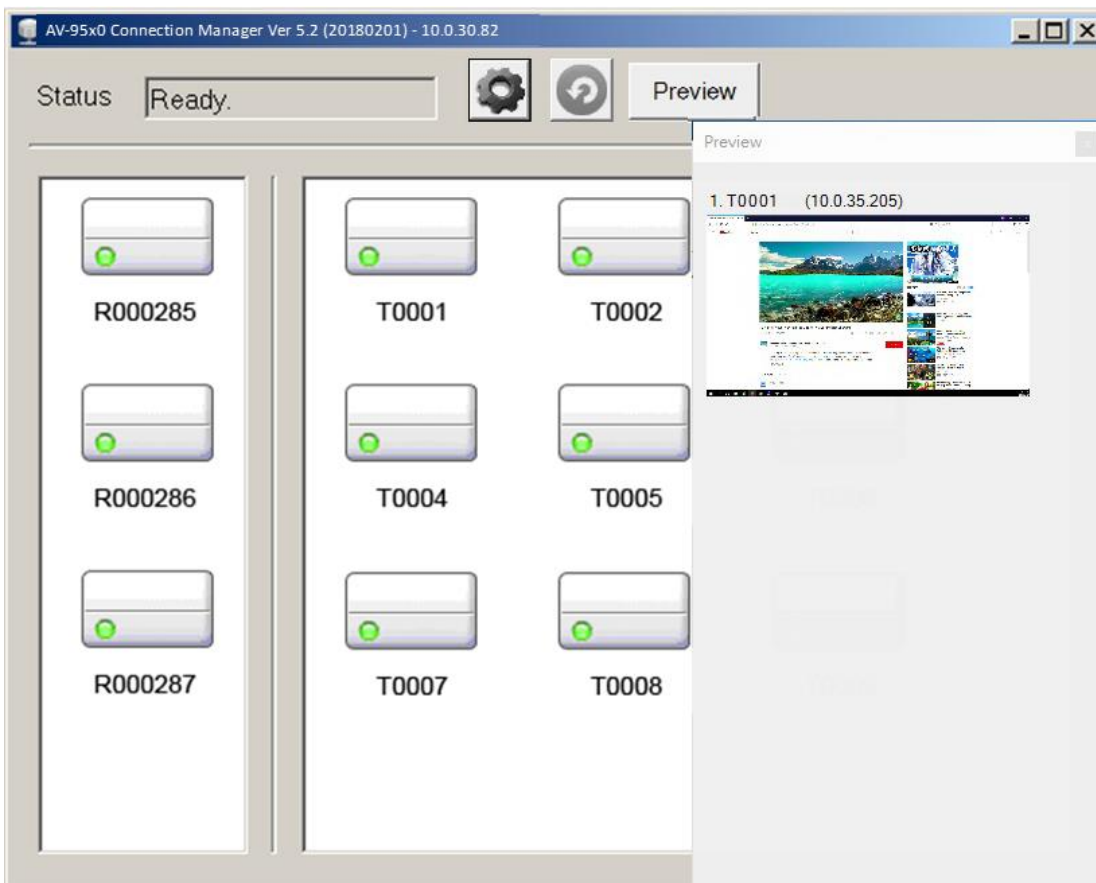 AV-95x0 Connection Manager Ver 5.2 (20180201) - 10.0.30.82
Status Ready. Preview
Preview
1. T0001 (10.0.35.205)
R000285 T0001 T0002
R000286 T0004 T0005
R000287 T0007 T0008